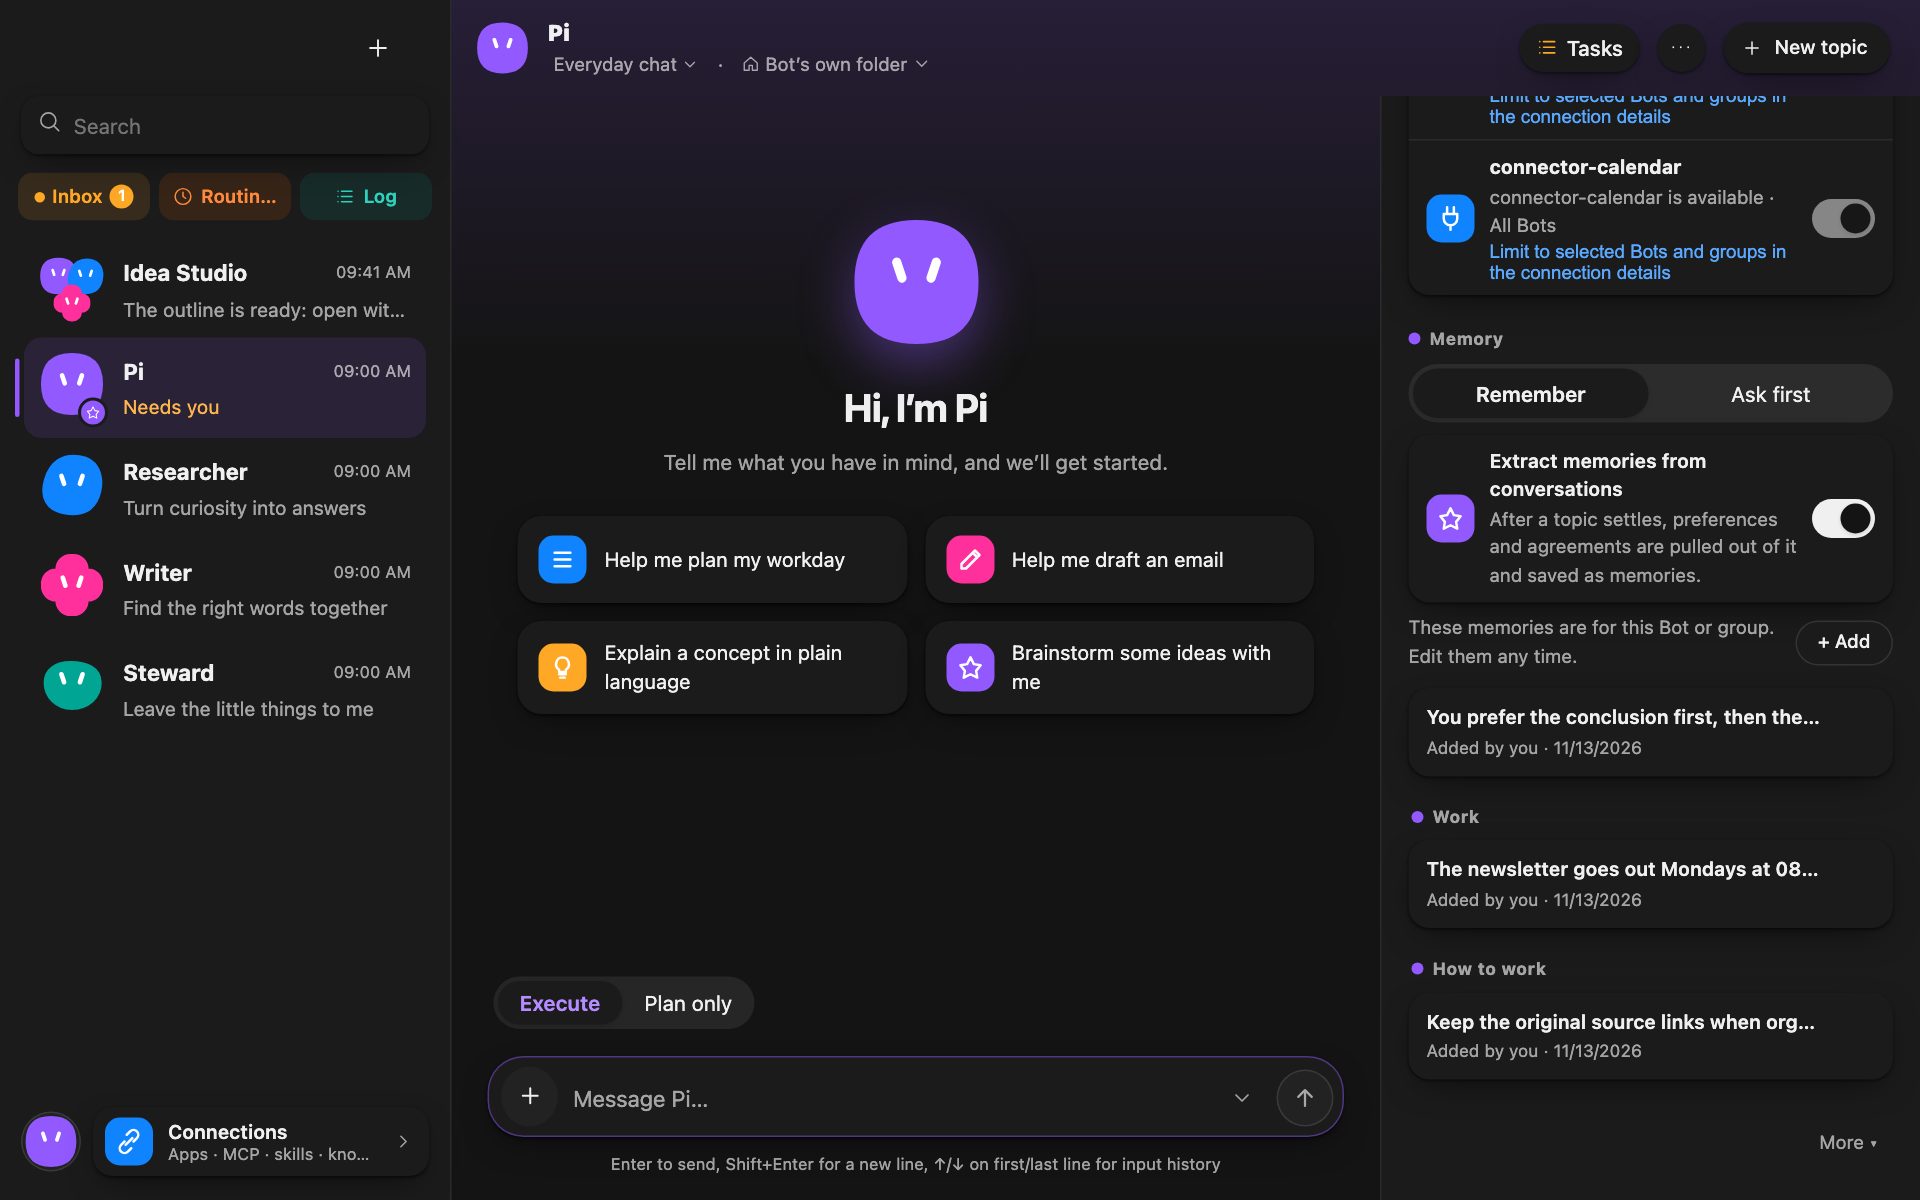 Search
Inbox 1
Routin...
Log
Idea Studio
09:41 AM
The outline is ready: open wit...
Pi
09:00 AM
Needs you
Researcher
09:00 AM
Turn curiosity into answers
Writer
09:00 AM
Find the right words together
Steward
09:00 AM
Leave the little things to me
Connections
Apps · MCP · skills · kno...
Pi
Everyday chat · Bot's own folder
Tasks
New topic
Hi, I'm Pi
Tell me what you have in mind, and we'll get started.
Help me plan my workday
Help me draft an email
Explain a concept in plain
language
Brainstorm some ideas with
me
Execute
Plan only
Message Pi...
Enter to send, Shift+Enter for a new line, ↑/↓ on first/last line for input history
Limit to selected Bots and groups in
the connection details
connector-calendar
connector-calendar is available ·
All Bots
Limit to selected Bots and groups in
the connection details
Memory
Remember
Ask first
Extract memories from
conversations
After a topic settles, preferences
and agreements are pulled out of it
and saved as memories.
These memories are for this Bot or group.
Edit them any time.
+ Add
You prefer the conclusion first, then the...
Added by you · 11/13/2026
Work
The newsletter goes out Mondays at 08...
Added by you · 11/13/2026
How to work
Keep the original source links when org...
Added by you · 11/13/2026
More ▾